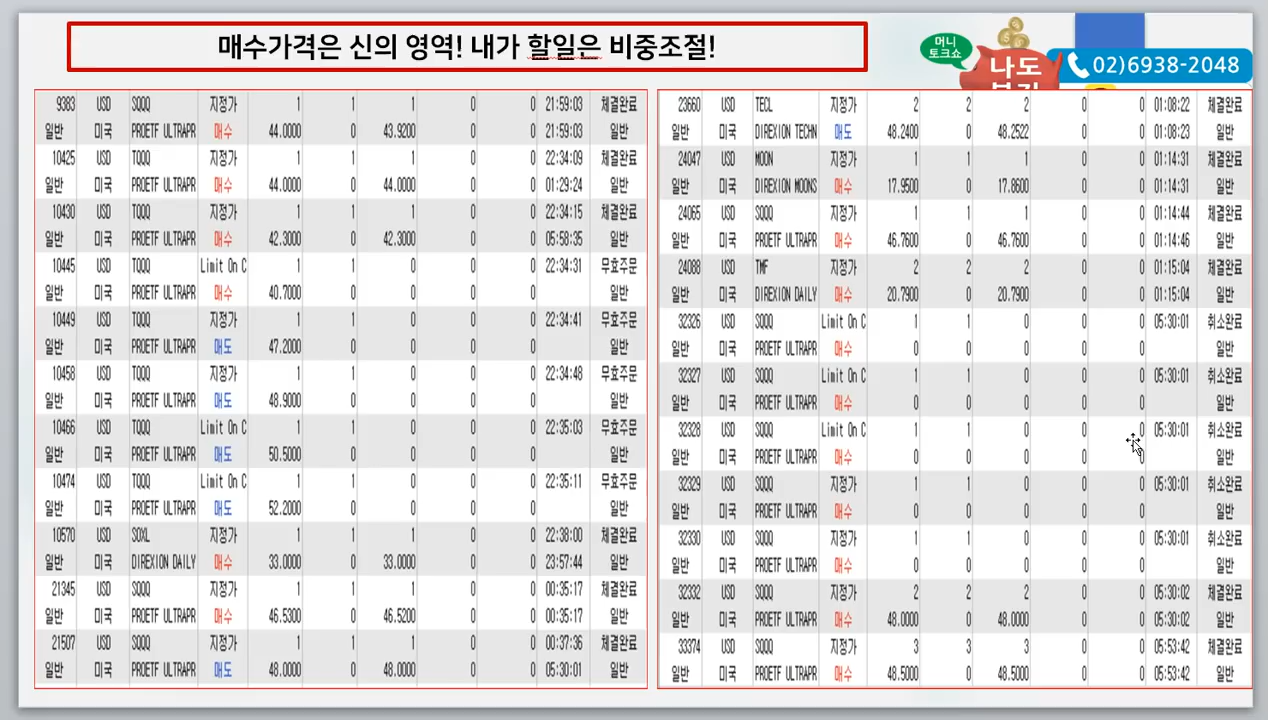 매수가격은 신의 영역! 내가 할일은 비중조절!
머니
토크쇼
나도
02)6938-2048
9383 USD SQQQ 지정가 1 1 1 0 0 21:59:03 체결완료
일반 미국 PROETF ULTRAPR 매수 44.0000 0 43.9200 21:59:03 일반
10425 USD TQQQ 지정가 1 1 1 0 0 22:34:09 체결완료
일반 미국 PROETF ULTRAPR 매수 44.0000 0 44.0000 0 0 01:29:24 일반
10430 USD TQQQ 지정가 1 1 1 0 0 22:34:15 체결완료
일반 미국 PROETF ULTRAPR 매수 42.3000 0 42.3000 0 0 05:58:35 일반
10445 USD TQQQ Limit On C 1 1 0 0 0 22:34:31 무효주문
일반 미국 PROETF ULTRAPR 매수 40.7000 0 0 0 0 일반
10449 USD TQQQ 지정가 1 1 0 0 0 22:34:41 무효주문
일반 미국 PROETF ULTRAPR 매도 47.2000 0 0 0 0 일반
10458 USD TQQQ 지정가 1 1 0 0 0 22:34:48 무효주문
일반 미국 PROETF ULTRAPR 매도 48.9000 0 0 0 0 일반
10466 USD TQQQ Limit On C 1 1 0 0 0 22:35:03 무효주문
일반 미국 PROETF ULTRAPR 매도 50.5000 0 0 0 0 일반
10474 USD TQQQ Limit On C 1 1 0 0 0 22:35:11 무효주문
일반 미국 PROETF ULTRAPR 매도 52.2000 0 0 0 0 일반
10570 USD SOXL 지정가 1 1 1 0 0 22:38:00 체결완료
일반 미국 DIREXION DAILY 매수 33.0000 0 33.0000 0 0 23:57:44 일반
21345 USD SQQQ 지정가 1 1 1 0 0 00:35:17 체결완료
일반 미국 PROETF ULTRAPR 매수 46.5300 0 46.5200 0 0 00:35:17 일반
21507 USD SQQQ 지정가 1 1 1 0 0 00:37:36 체결완료
일반 미국 PROETF ULTRAPR 매도 48.0000 0 48.0000 0 0 05:30:01 일반
23660 USD TECL 지정가 2 2 2 0 0 01:08:22 체결완료
일반 미국 DIREXION TECHN 매도 48.2400 0 48.2522 0 0 01:08:23 일반
24047 USD MOON 지정가 1 1 1 0 0 01:14:31 체결완료
일반 미국 DIREXION MOONS 매수 17.9500 0 17.8600 0 0 01:14:31 일반
24065 USD SQQQ 지정가 1 1 1 0 0 01:14:44 체결완료
일반 미국 PROETF ULTRAPR 매수 46.7600 0 46.7600 0 0 01:14:46 일반
24088 USD TMF 지정가 2 2 2 0 0 01:15:04 체결완료
일반 미국 DIREXION DAILY 매수 20.7900 0 20.7900 0 0 01:15:04 일반
32326 USD SQQQ Limit On C 1 1 0 0 0 05:30:01 취소완료
일반 미국 PROETF ULTRAPR 매수 0 0 0 0 0 일반
32327 USD SQQQ Limit On C 1 1 0 0 0 05:30:01 취소완료
일반 미국 PROETF ULTRAPR 매수 0 0 0 0 0 일반
32328 USD SQQQ Limit On C 1 1 0 0 0 05:30:01 취소완료
일반 미국 PROETF ULTRAPR 매수 0 0 0 0 0 일반
32329 USD SQQQ 지정가 1 1 0 0 0 05:30:01 취소완료
일반 미국 PROETF ULTRAPR 매수 0 0 0 0 0 일반
32330 USD SQQQ 지정가 1 1 0 0 0 05:30:01 취소완료
일반 미국 PROETF ULTRAPR 매수 0 0 0 0 0 일반
32332 USD SQQQ 지정가 2 2 2 0 0 05:30:02 체결완료
일반 미국 PROETF ULTRAPR 매수 48.0000 0 48.0000 0 0 05:30:02 일반
33374 USD SQQQ 지정가 3 3 3 0 0 05:53:42 체결완료
일반 미국 PROETF ULTRAPR 매수 48.5000 0 48.5000 0 0 05:53:42 일반